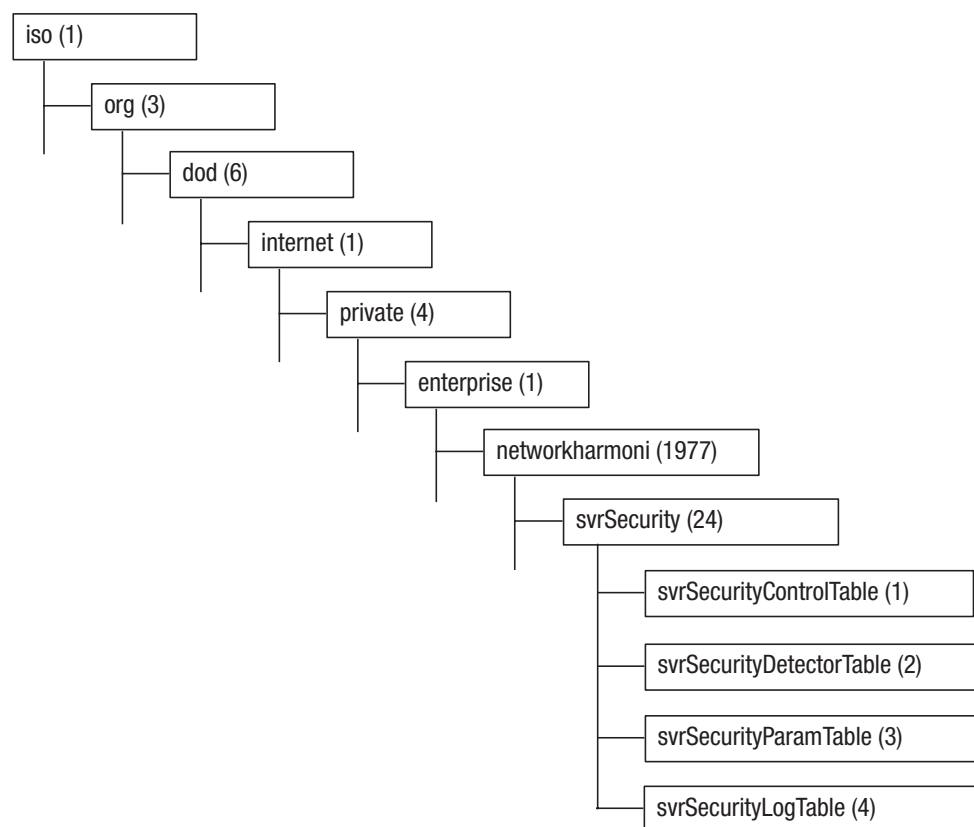 iso (1)
org (3)
dod (6)
internet (1)
private (4)
enterprise (1)
networkharmoni (1977)
svrSecurity (24)
svrSecurityControlTable (1)
svrSecurityDetectorTable (2)
svrSecurityParamTable (3)
svrSecurityLogTable (4)